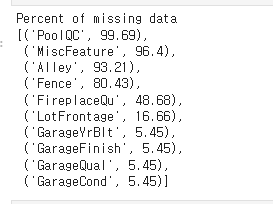 Percent of missing data
[('PoolQC', 99.69),
('MiscFeature', 96.4),
('Alley', 93.21),
('Fence', 80.43),
('FireplaceQu', 48.68),
('LotFrontage', 16.66),
('GarageYrBlt', 5.45),
('GarageFinish', 5.45),
('GarageQual', 5.45),
('GarageCond', 5.45)]